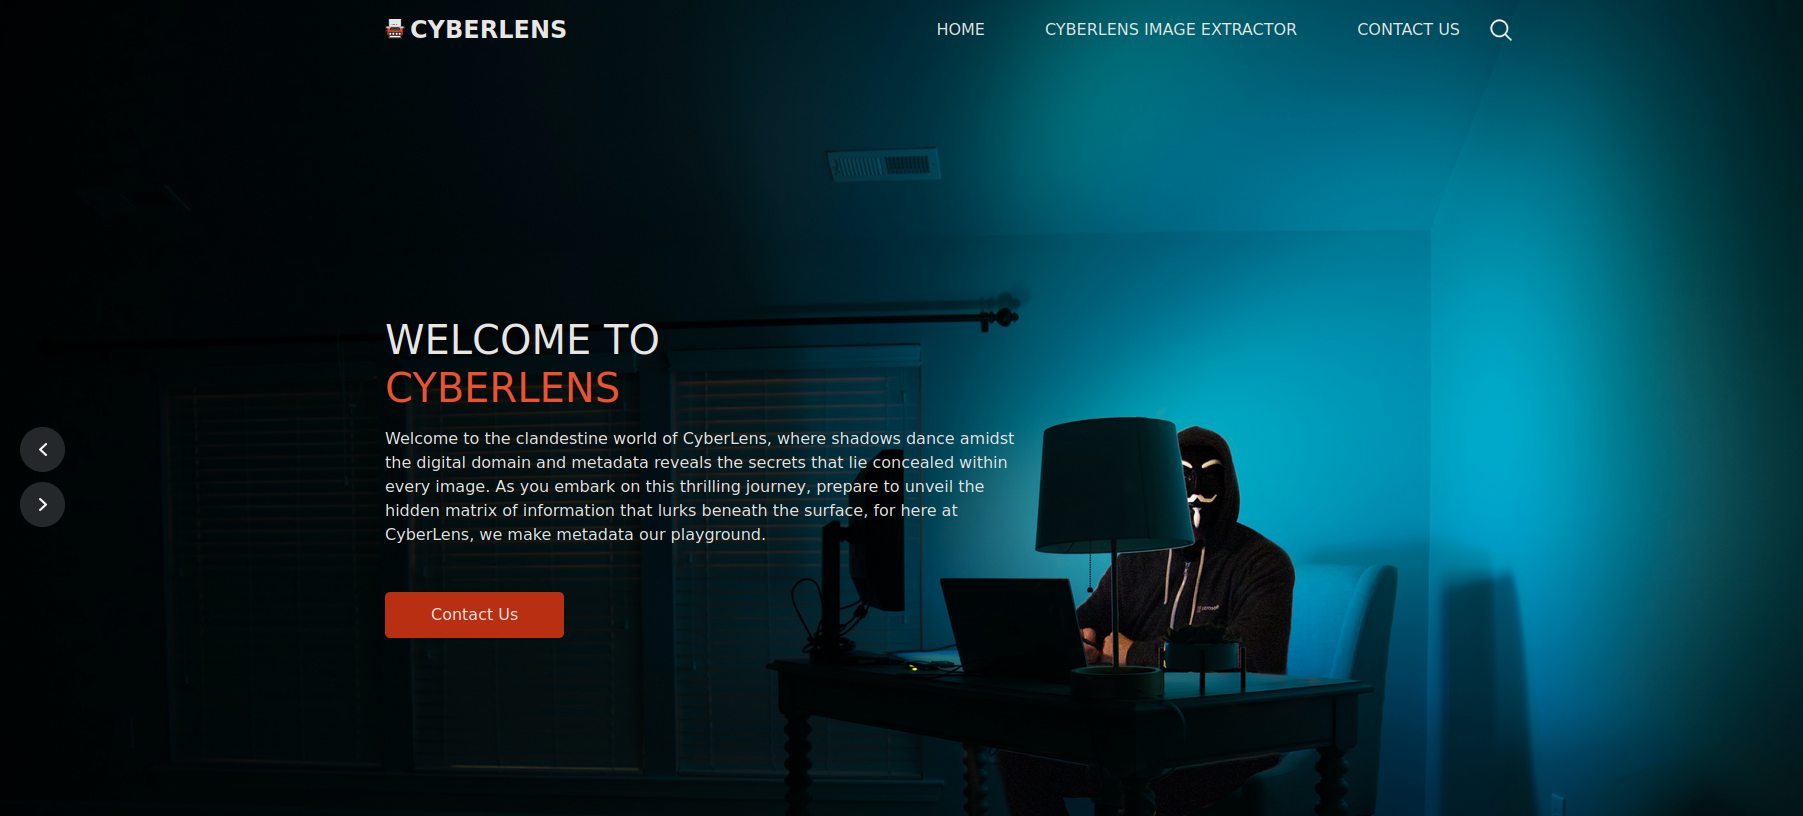 CYBERLENS
HOME
CYBERLENS IMAGE EXTRACTOR
CONTACT US
WELCOME TO
CYBERLENS
Welcome to the clandestine world of CyberLens, where shadows dance amidst
the digital domain and metadata reveals the secrets that lie concealed within
every image. As you embark on this thrilling journey, prepare to unveil the
hidden matrix of information that lurks beneath the surface, for here at
CyberLens, we make metadata our playground.
Contact Us